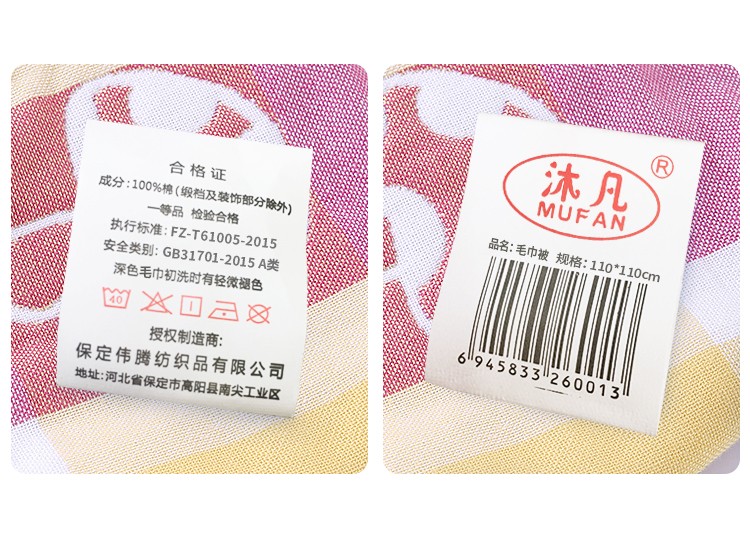 合格证
成分: 100%棉 (缎档及装饰部分除外)
一等品 检验合格
执行标准: FZ-T61005-2015
安全类别: GB31701-2015 A类
深色毛巾初洗时有轻微褪色
40
授权制造商:
保定伟腾纺织品有限公司
地址: 河北省保定市高阳县南尖工业区
®
沐凡
MUFAN
品名: 毛巾被 规格: 110*110cm
6 945833 260013